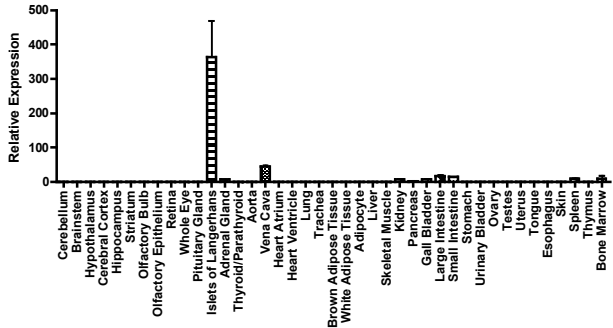 Relative Expression
500
400
300
200
100
0
Cerebellum
Brainstem
Hypothalamus
Cerebral Cortex
Hippocampus
Striatum
Olfactory Bulb
Olfactory Epithelium
Retina
Whole Eye
Pituitary Gland
Islets of Langerhans
Adrenal Gland
Thyroid/Parathyroid
Aorta
Vena Cava
Heart Atrium
Heart Ventricle
Lung
Trachea
Brown Adipose Tissue
White Adipose Tissue
Adipocyte
Liver
Skeletal Muscle
Kidney
Pancreas
Gall Bladder
Large Intestine
Small Intestine
Stomach
Urinary Bladder
Ovary
Testes
Uterus
Tongue
Esophagus
Skin
Spleen
Thymus
Bone Marrow